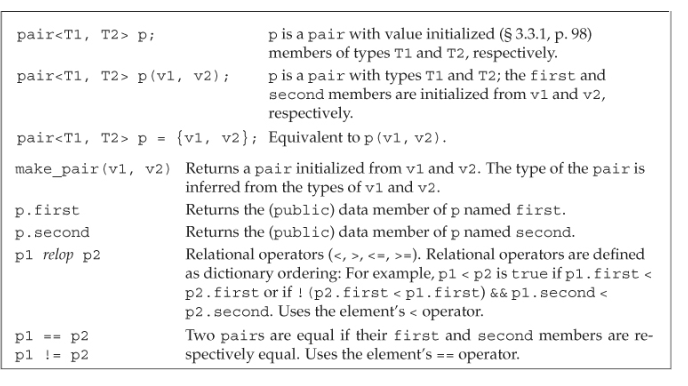 pair<T1, T2> p; p is a pair with value initialized (§ 3.3.1, p. 98)
members of types T1 and T2, respectively.
pair<T1, T2> p(v1, v2); p is a pair with types T1 and T2; the first and
second members are initialized from v1 and v2,
respectively.
pair<T1, T2> p = {v1, v2}; Equivalent to p(v1, v2).
make_pair(v1, v2) Returns a pair initialized from v1 and v2. The type of the pair is
inferred from the types of v1 and v2.
p.first Returns the (public) data member of p named first.
p.second Returns the (public) data member of p named second.
p1 relop p2 Relational operators (<, >, <=, >=). Relational operators are defined
as dictionary ordering: For example, p1 < p2 is true if p1.first <
p2.first or if !(p2.first < p1.first) && p1.second <
p2.second. Uses the element's < operator.
p1 == p2 Two pairs are equal if their first and second members are re-
p1 != p2 spectively equal. Uses the element's == operator.